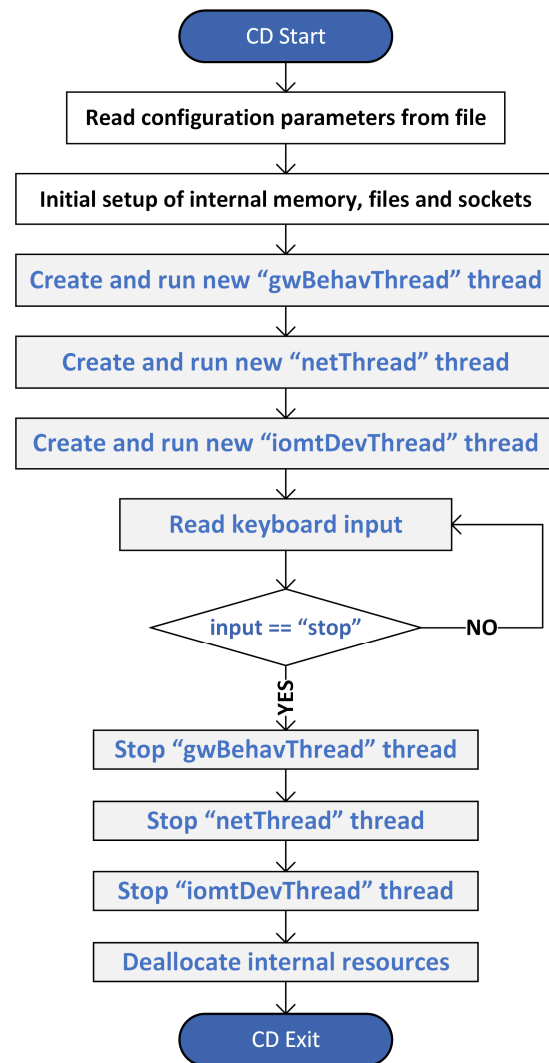 CD Start
Read configuration parameters from file
Initial setup of internal memory, files and sockets
Create and run new “gwBehavThread” thread
Create and run new “netThread” thread
Create and run new “iomtDevThread” thread
Read keyboard input
input == “stop”
NO
YES
Stop “gwBehavThread” thread
Stop “netThread” thread
Stop “iomtDevThread” thread
Deallocate internal resources
CD Exit